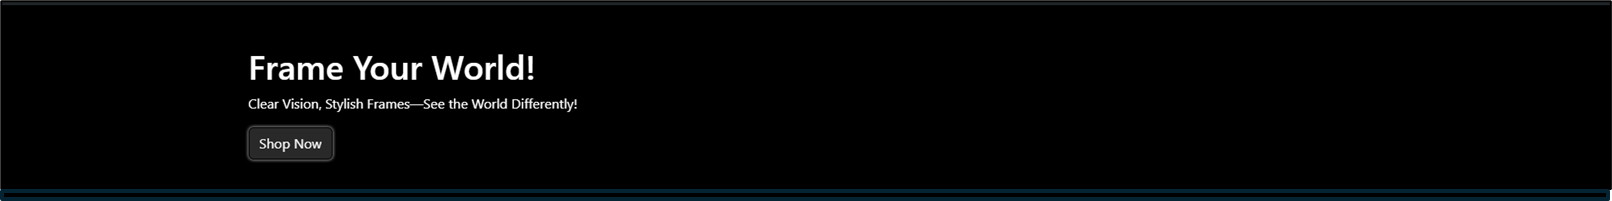 Frame Your World!
Clear Vision, Stylish Frames—See the World Differently!
Shop Now